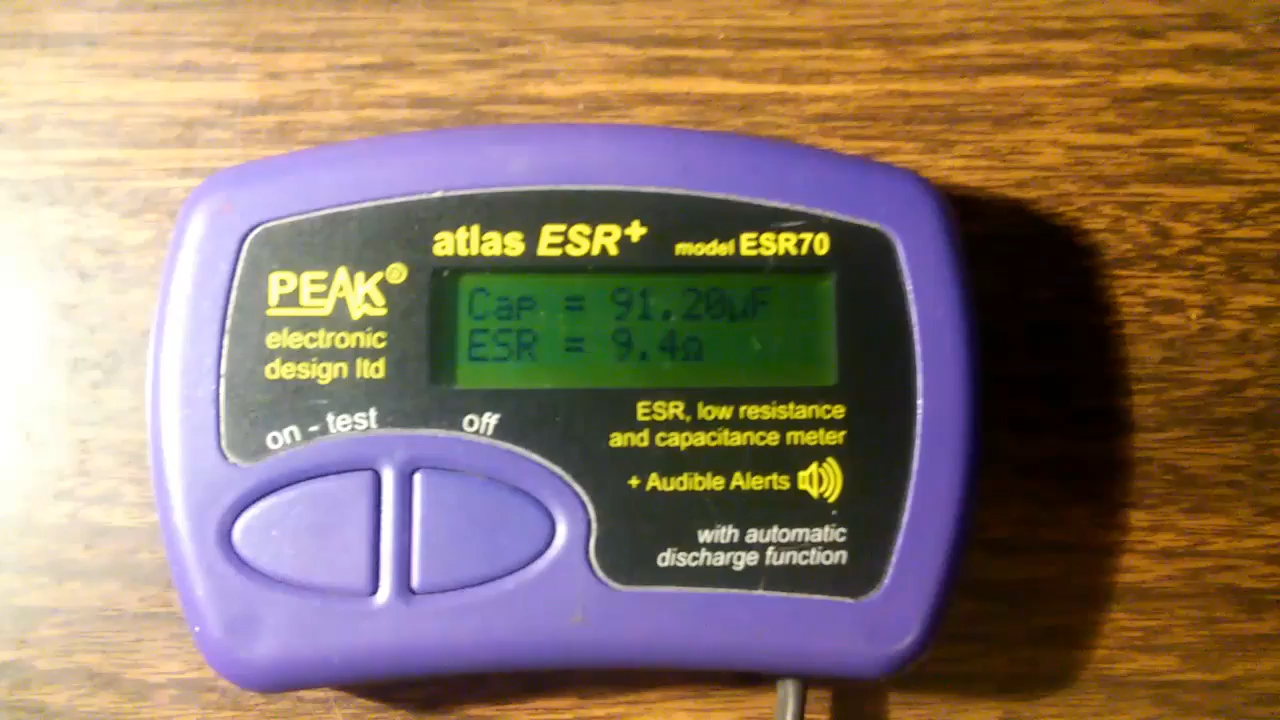 atlas ESR+ model ESR70
PEAK®
electronic
design ltd
Cap = 91.20µF
ESR = 9.4Ω
on - test off
ESR, low resistance
and capacitance meter
+ Audible Alerts
with automatic
discharge function